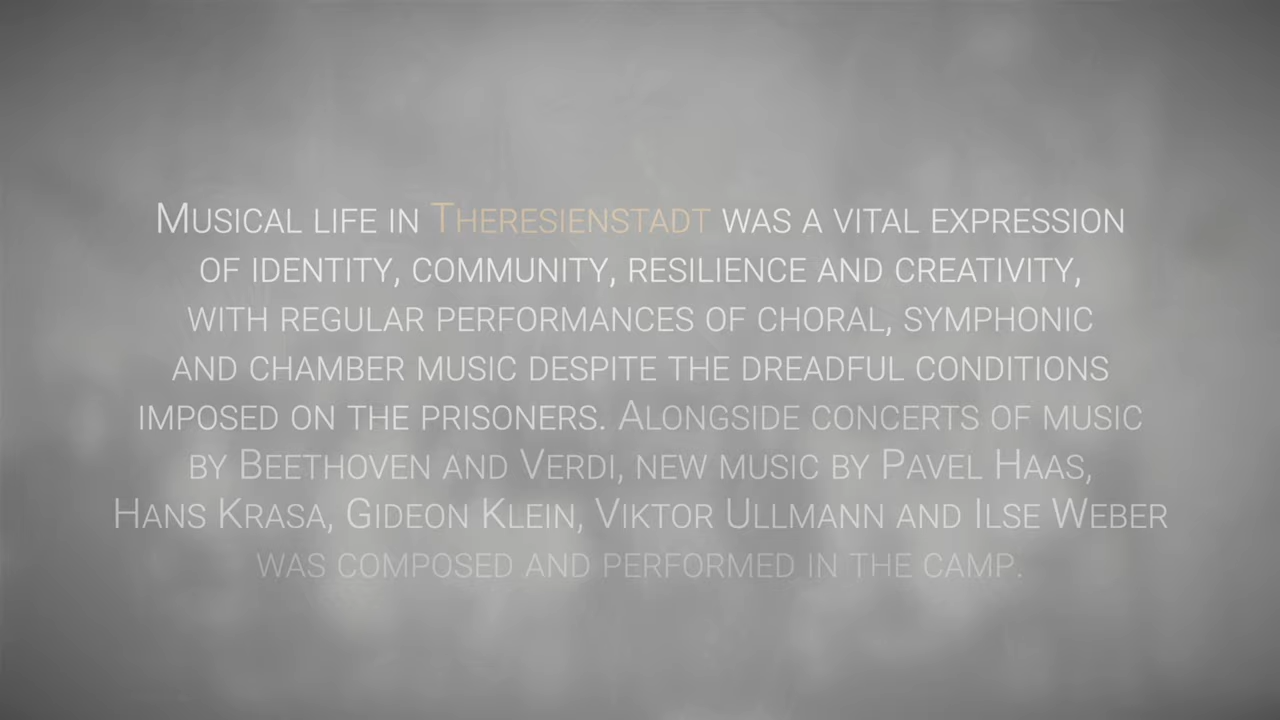 Musical life in Theresienstadt was a vital expression
of identity, community, resilience and creativity,
with regular performances of choral, symphonic
and chamber music despite the dreadful conditions
imposed on the prisoners. Alongside concerts of music
by Beethoven and Verdi, new music by Pavel Haas,
Hans Krasa, Gideon Klein, Viktor Ullmann and Ilse Weber
was composed and performed in the camp.